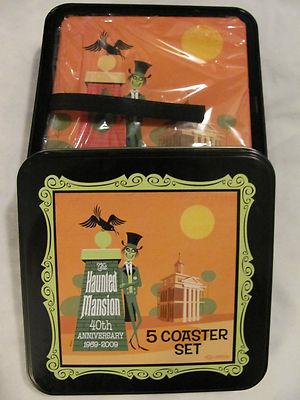 The
Haunted
Mansion
40th
ANNIVERSARY
1969-2009
5 COASTER
SET